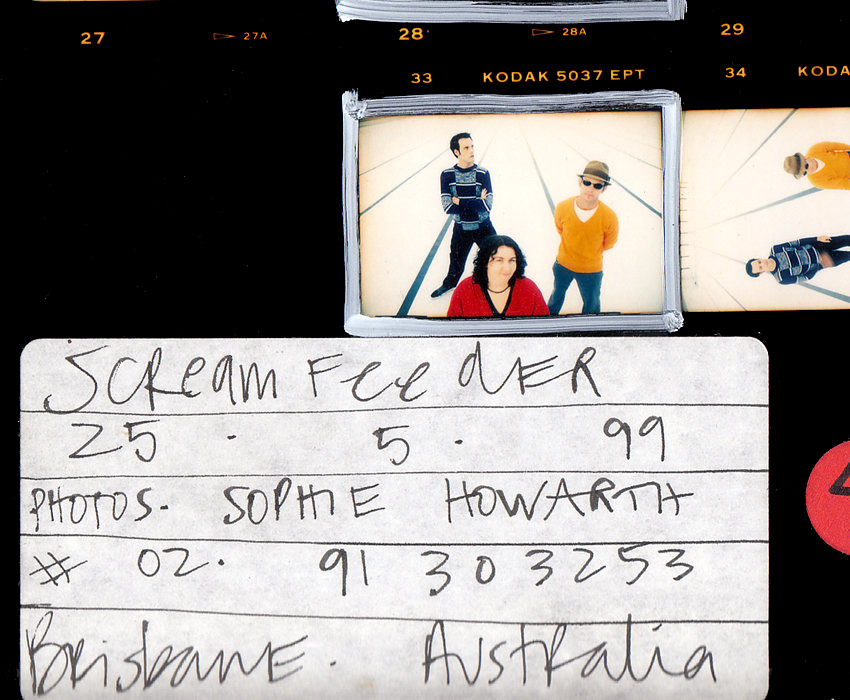 27 27A 28 28A 29
33 KODAK 5037 EPT 34 KODA
ScReam FeedER
25 . 5 . 99
PHOTOS. SOPHIE HOWARTH
# 02. 91 303253
BRisbaNE. AustRalia